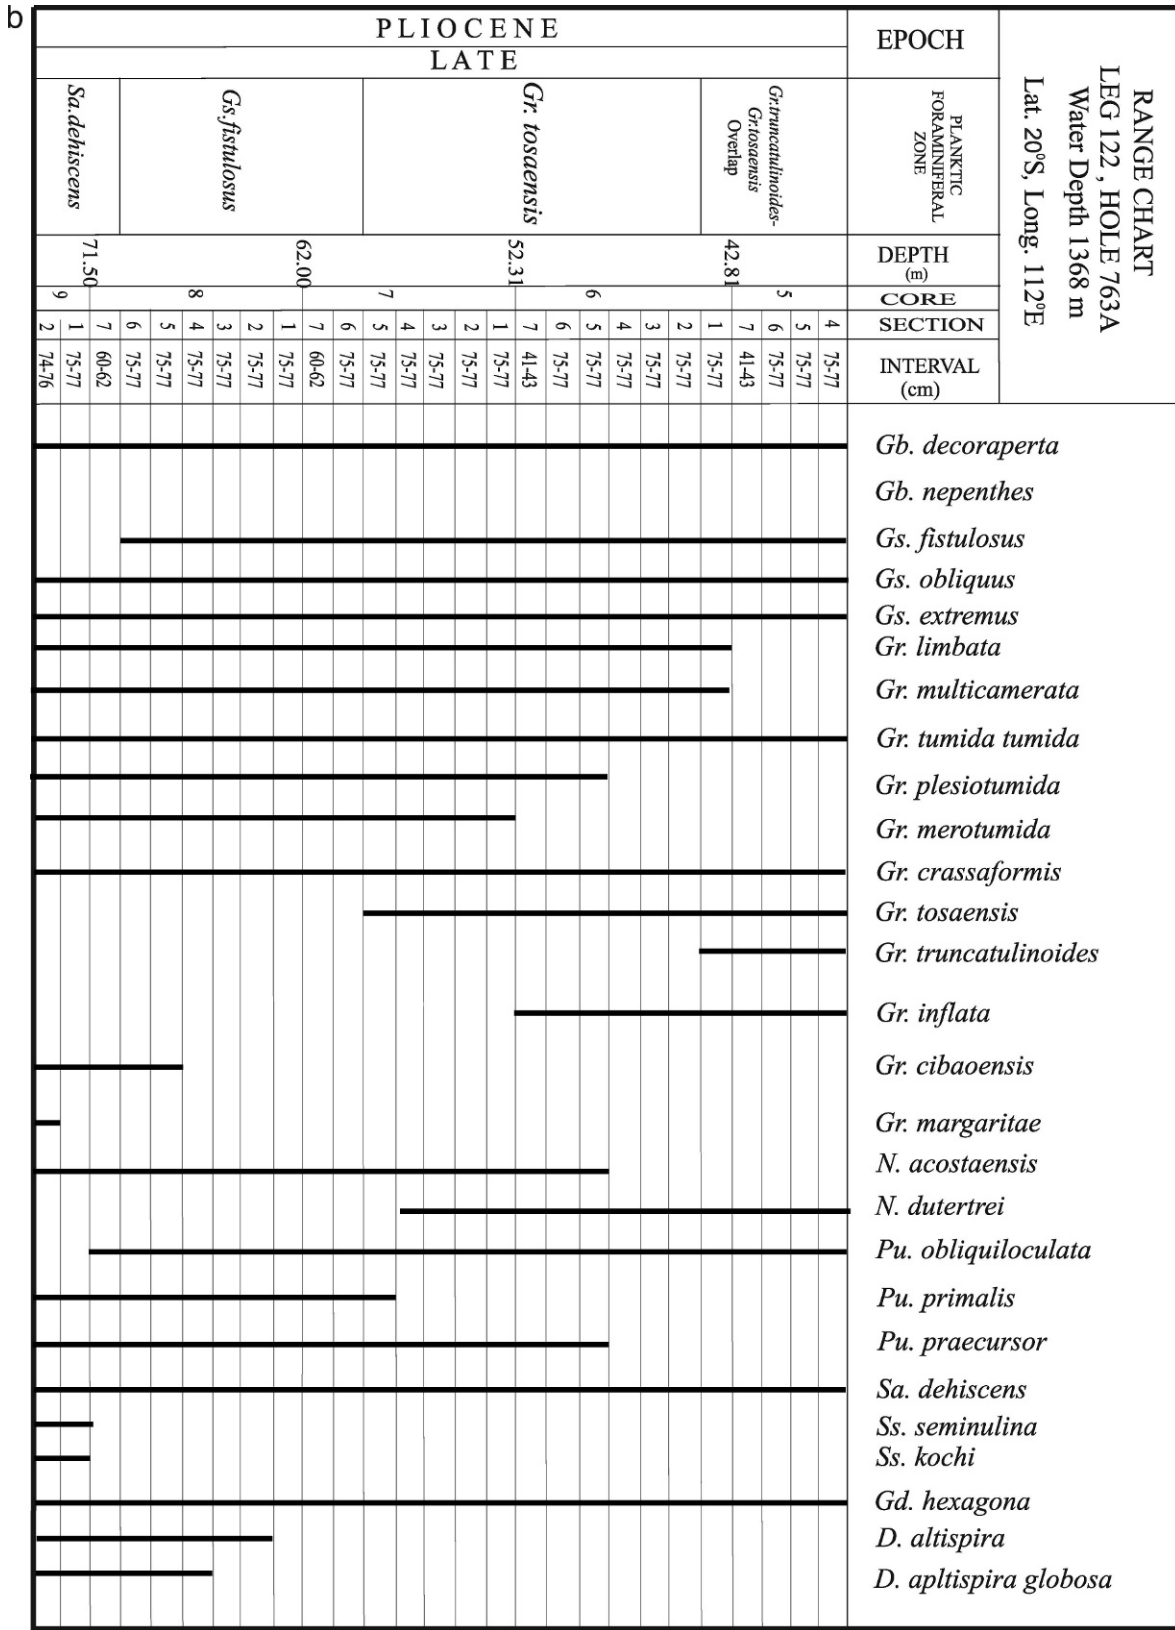 b
PLIOCENE
LATE
EPOCH
RANGE CHART
LEG 122 , HOLE 763A
Water Depth 1368 m
Lat. 20⁰S, Long. 112⁰E
Sa.dehiscens
Gs.fistulosus
Gr. tosaensis
Gr.truncatulinoides-
Gr.tosaensis
Overlap
PLANKTIC
FORAMINIFERAL
ZONE
71.50 62.00 52.31 42.81 DEPTH
(m)
9 8 7 6 5 CORE
2 1 7 6 5 4 3 2 1 7 6 5 4 3 2 1 7 6 5 4 3 2 1 7 6 5 4 SECTION
74-76 75-77 60-62 75-77 75-77 75-77 75-77 75-77 75-77 60-62 75-77 75-77 75-77 75-77 75-77 75-77 41-43 75-77 75-77 75-77 75-77 75-77 75-77 41-43 75-77 75-77 75-77 INTERVAL
(cm)
Gb. decoraperta
Gb. nepenthes
Gs. fistulosus
Gs. obliquus
Gs. extremus
Gr. limbata
Gr. multicamerata
Gr. tumida tumida
Gr. plesiotumida
Gr. merotumida
Gr. crassaformis
Gr. tosaensis
Gr. truncatulinoides
Gr. inflata
Gr. cibaoensis
Gr. margaritae
N. acostaensis
N. dutertrei
Pu. obliquiloculata
Pu. primalis
Pu. praecursor
Sa. dehiscens
Ss. seminulina
Ss. kochi
Gd. hexagona
D. altispira
D. apltispira globosa